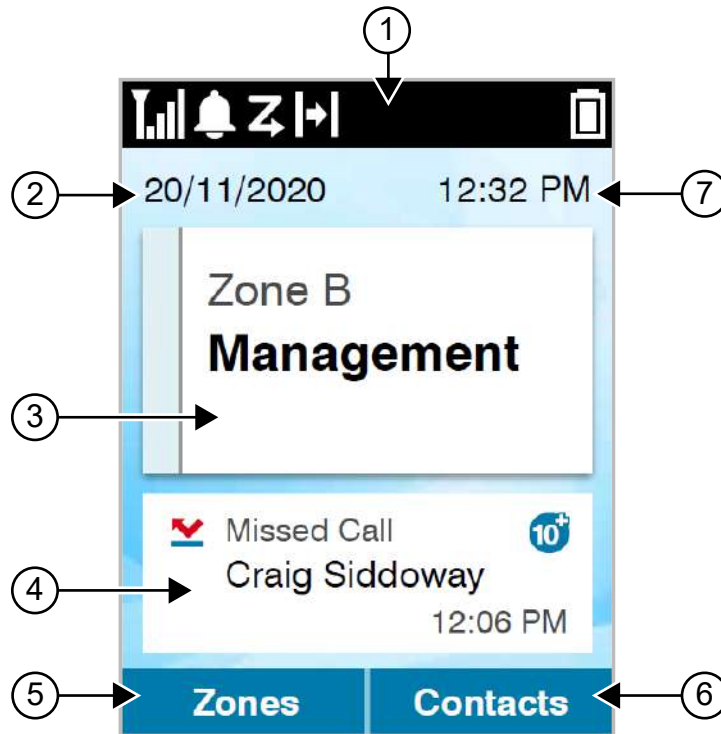 1
2
20/11/2020 12:32 PM
7
Zone B
Management
3
Missed Call 10+
Craig Siddoway
4
12:06 PM
5
Zones Contacts
6